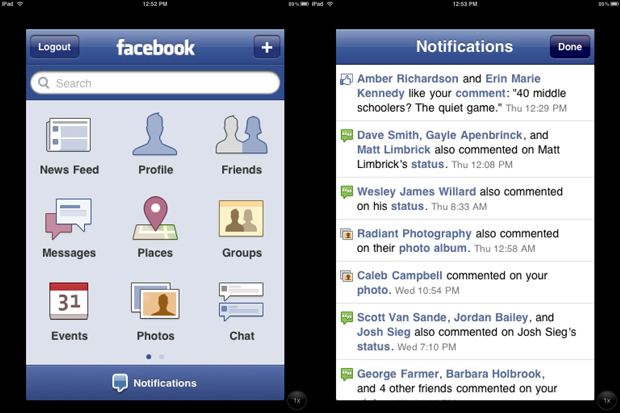 iPad 12:52 PM 89%
Logout facebook +
Search
News Feed Profile Friends
Messages Places Groups
31
Events Photos Chat
Notifications
1x
iPad 12:53 PM 89%
Notifications Done
Amber Richardson and Erin Marie
Kennedy like your comment: "40 middle
schoolers? The quiet game." Thu 12:29 PM
Dave Smith, Gayle Apenbrinck, and
Matt Limbrick also commented on Matt
Limbrick's status. Thu 12:08 PM
Wesley James Willard also commented
on his status. Thu 8:33 AM
Radiant Photography also commented
on their photo album. Thu 12:58 AM
Caleb Campbell commented on your
photo. Wed 10:54 PM
Scott Van Sande, Jordan Bailey, and
Josh Sieg also commented on Josh Sieg's
status. Wed 7:10 PM
George Farmer, Barbara Holbrook,
and 4 other friends commented on your
1x